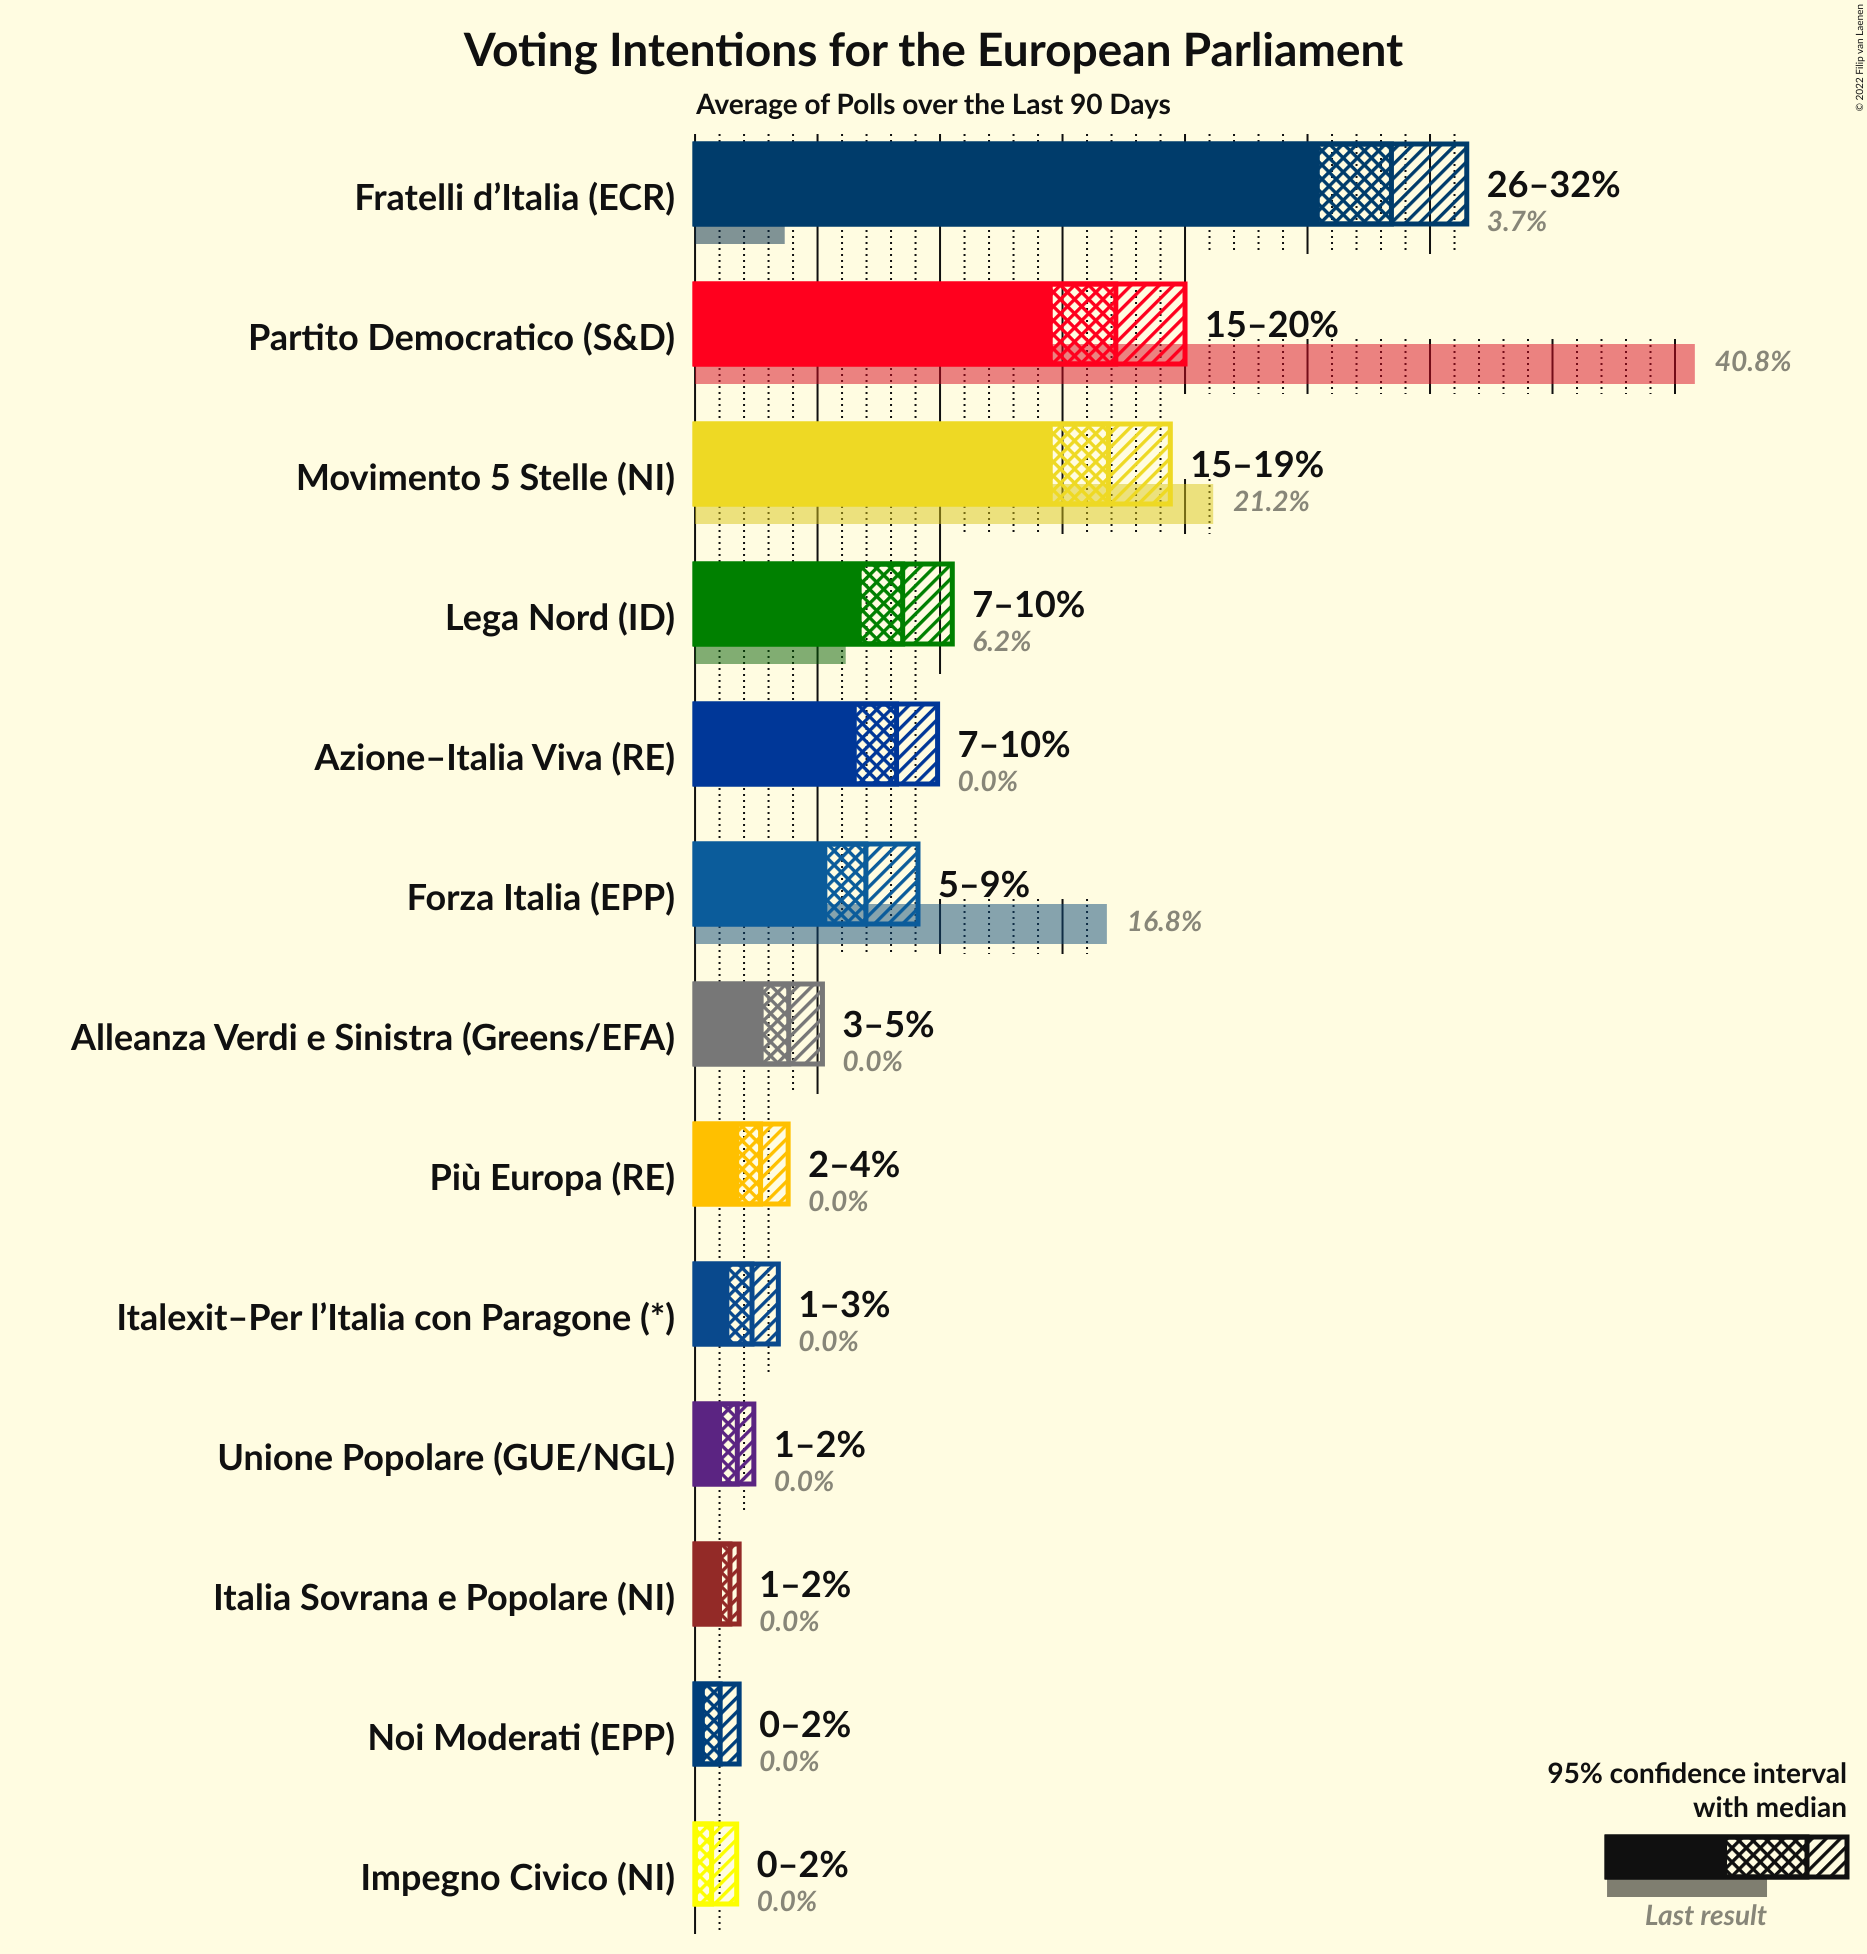 © 2022 Filip van Laenen
Voting Intentions for the European Parliament
Average of Polls over the Last 90 Days
Fratelli d’Italia (ECR)
26–32%
3.7%
Partito Democratico (S&D)
15–20%
40.8%
Movimento 5 Stelle (NI)
15–19%
21.2%
Lega Nord (ID)
7–10%
6.2%
Azione–Italia Viva (RE)
7–10%
0.0%
Forza Italia (EPP)
5–9%
16.8%
Alleanza Verdi e Sinistra (Greens/EFA)
3–5%
0.0%
Più Europa (RE)
2–4%
0.0%
Italexit–Per l’Italia con Paragone (*)
1–3%
0.0%
Unione Popolare (GUE/NGL)
1–2%
0.0%
Italia Sovrana e Popolare (NI)
1–2%
0.0%
Noi Moderati (EPP)
0–2%
0.0%
Impegno Civico (NI)
0–2%
0.0%
95% confidence interval
with median
Last result